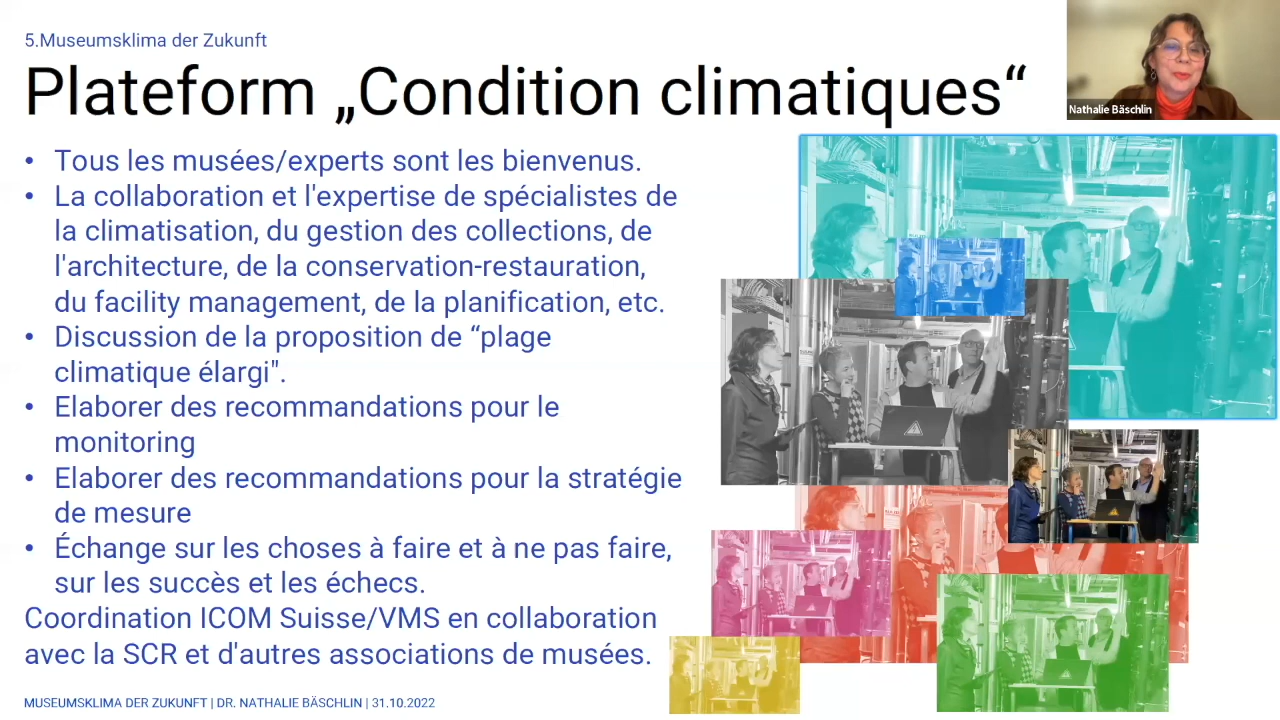 5.Museumsklima der Zukunft
Plateform „Condition climatiques“
Nathalie Bäschlin
• Tous les musées/experts sont les bienvenus.
• La collaboration et l'expertise de spécialistes de
la climatisation, du gestion des collections, de
l'architecture, de la conservation-restauration,
du facility management, de la planification, etc.
• Discussion de la proposition de “plage
climatique élargi".
• Elaborer des recommandations pour le
monitoring
• Elaborer des recommandations pour la stratégie
de mesure
• Échange sur les choses à faire et à ne pas faire,
sur les succès et les échecs.
Coordination ICOM Suisse/VMS en collaboration
avec la SCR et d'autres associations de musées.
MUSEUMSKLIMA DER ZUKUNFT | DR. NATHALIE BÄSCHLIN | 31.10.2022